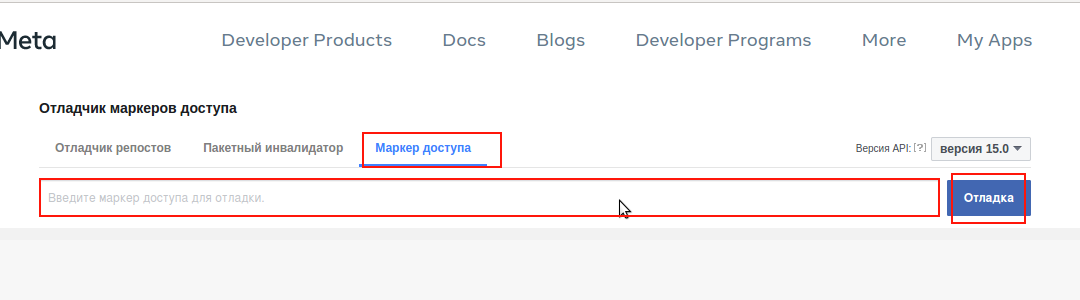 Meta Developer Products Docs Blogs Developer Programs More My Apps
Отладчик маркеров доступа
Отладчик репостов Пакетный инвалидатор Маркер доступа Версия API: [?] версия 15.0
Введите маркер доступа для отладки. Отладка